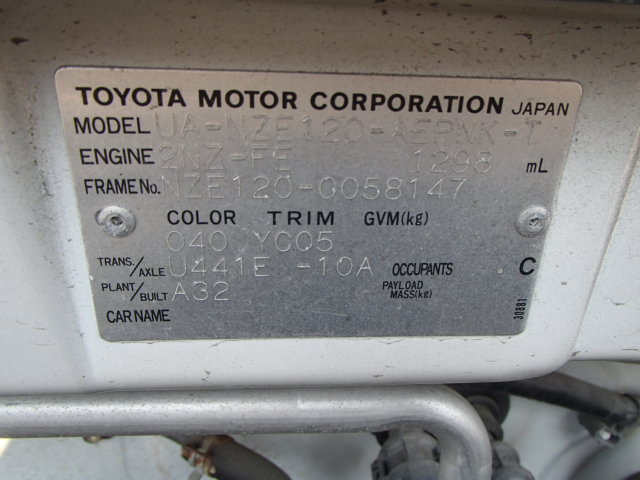 TOYOTA MOTOR CORPORATION JAPAN
MODEL UA-NZE120-AEPNK-T
ENGINE 2NZ-FE 1298 mL
FRAME No. NZE120-0058147
COLOR TRIM GVM(kg)
040 YC05
TRANS./AXLE U441E -10A OCCUPANTS C
PLANT/BUILT A32 PAYLOAD MASS(kg)
CAR NAME
30881